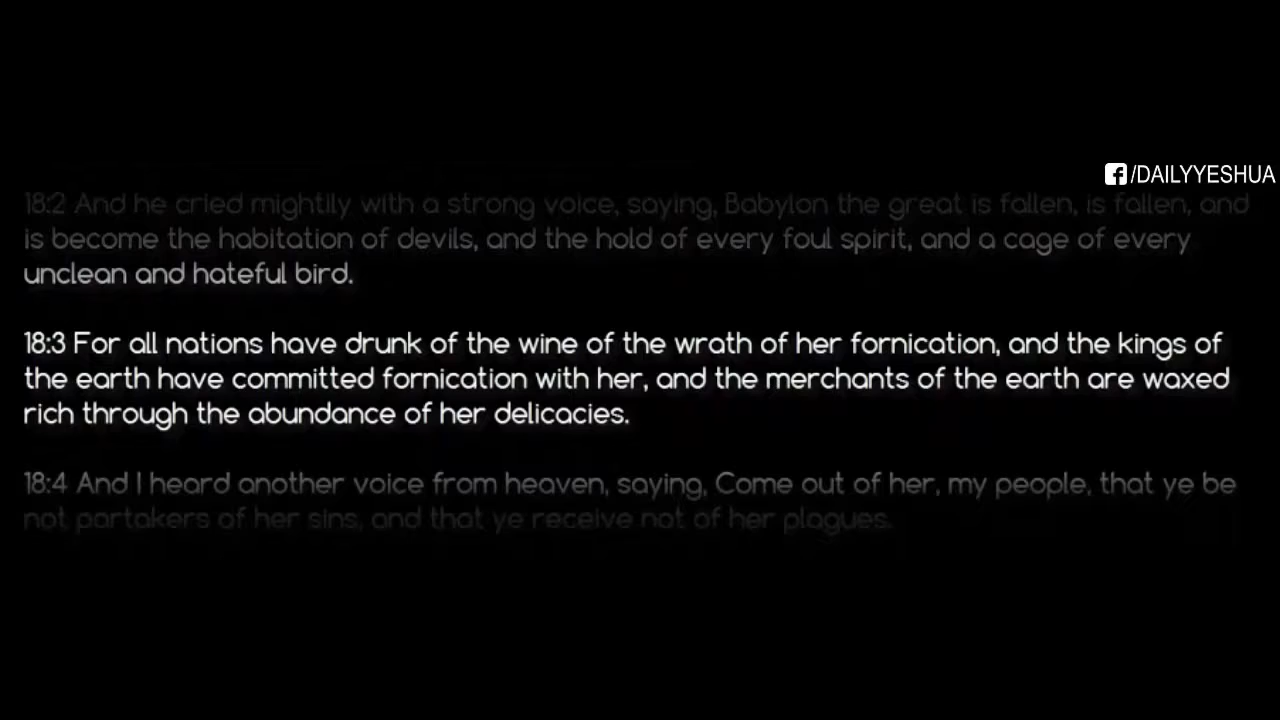 /DAILYYESHUA
18:2 And he cried mightily with a strong voice, saying, Babylon the great is fallen, is fallen, and
is become the habitation of devils, and the hold of every foul spirit, and a cage of every
unclean and hateful bird.
18:3 For all nations have drunk of the wine of the wrath of her fornication, and the kings of
the earth have committed fornication with her, and the merchants of the earth are waxed
rich through the abundance of her delicacies.
18:4 And I heard another voice from heaven, saying, Come out of her, my people, that ye be
not partakers of her sins, and that ye receive not of her plagues.